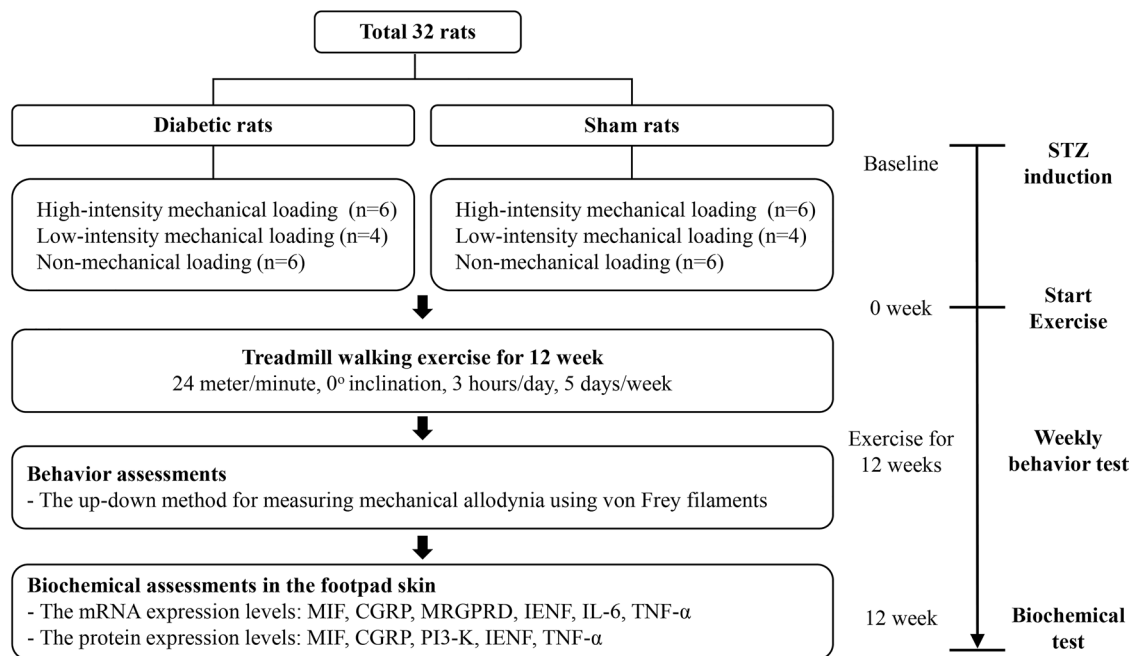 Total 32 rats
Diabetic rats
Sham rats
High-intensity mechanical loading (n=6)
Low-intensity mechanical loading (n=4)
Non-mechanical loading (n=6)
High-intensity mechanical loading (n=6)
Low-intensity mechanical loading (n=4)
Non-mechanical loading (n=6)
Treadmill walking exercise for 12 week
24 meter/minute, 0° inclination, 3 hours/day, 5 days/week
Behavior assessments
- The up-down method for measuring mechanical allodynia using von Frey filaments
Biochemical assessments in the footpad skin
- The mRNA expression levels: MIF, CGRP, MRGPRD, IENF, IL-6, TNF-α
- The protein expression levels: MIF, CGRP, PI3-K, IENF, TNF-α
Baseline
STZ
induction
0 week
Start
Exercise
Exercise for
12 weeks
Weekly
behavior test
12 week
Biochemical
test